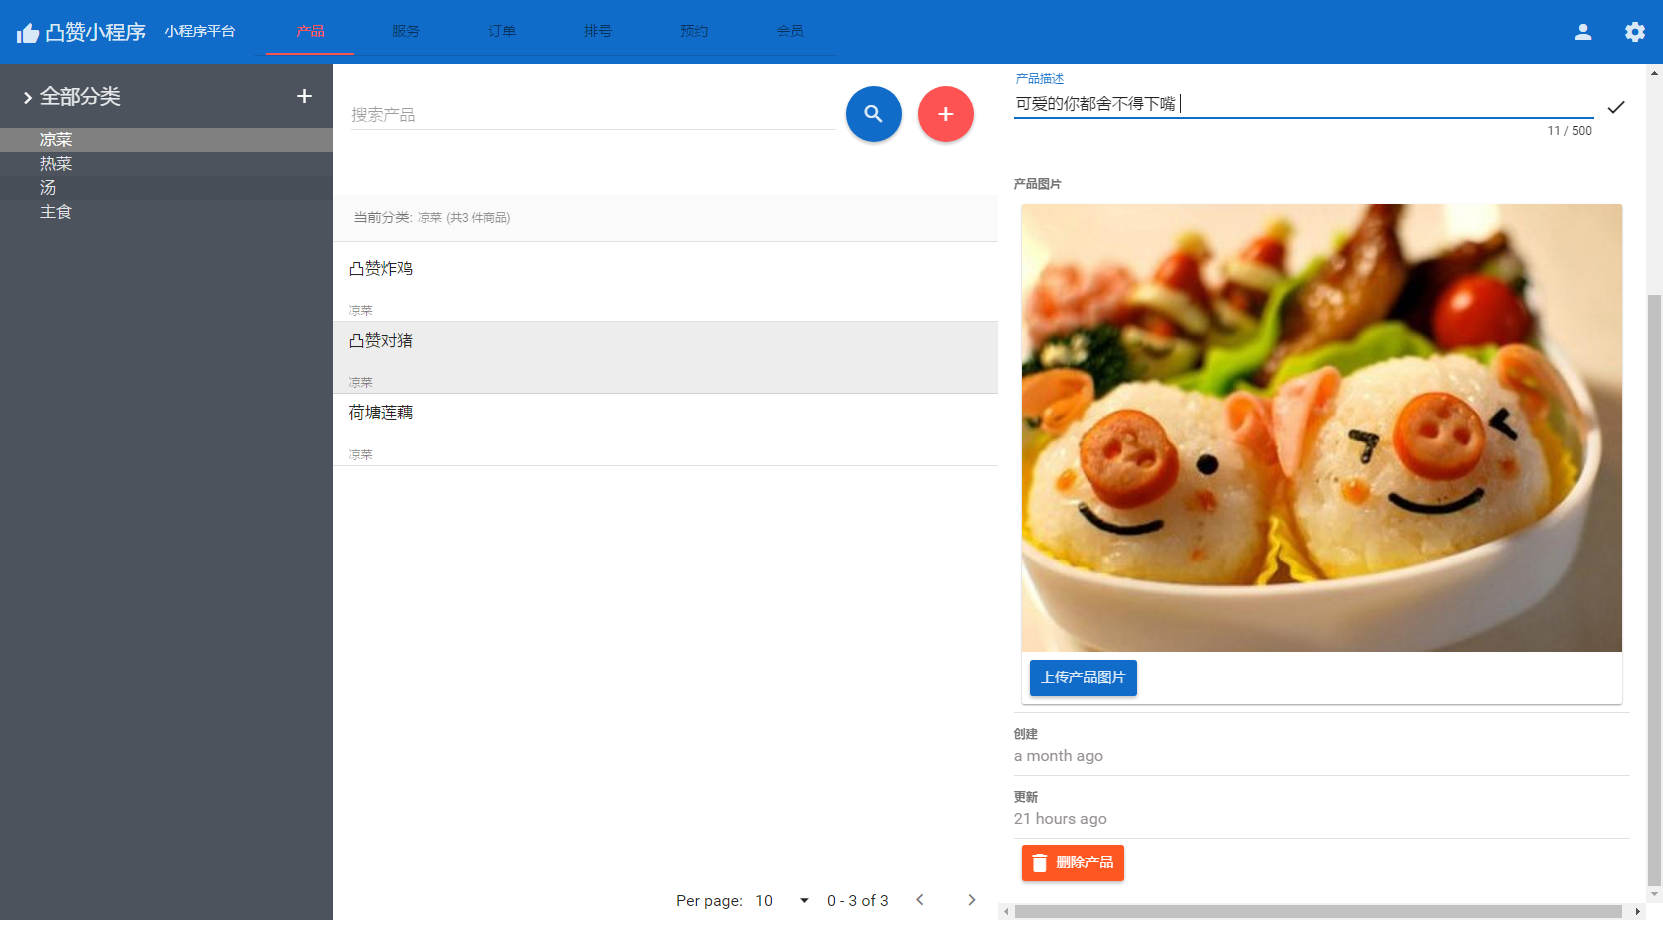 凸赞小程序 小程序平台 产品 服务 订单 排号 预约 会员
全部分类
凉菜
热菜
汤
主食
搜索产品
当前分类: 凉菜 (共3 件商品)
凸赞炸鸡
凉菜
凸赞对猪
凉菜
荷塘莲藕
凉菜
Per page: 10 0 - 3 of 3
产品描述
可爱的你都舍不得下嘴
11 / 500
产品图片
上传产品图片
创建
a month ago
更新
21 hours ago
删除产品